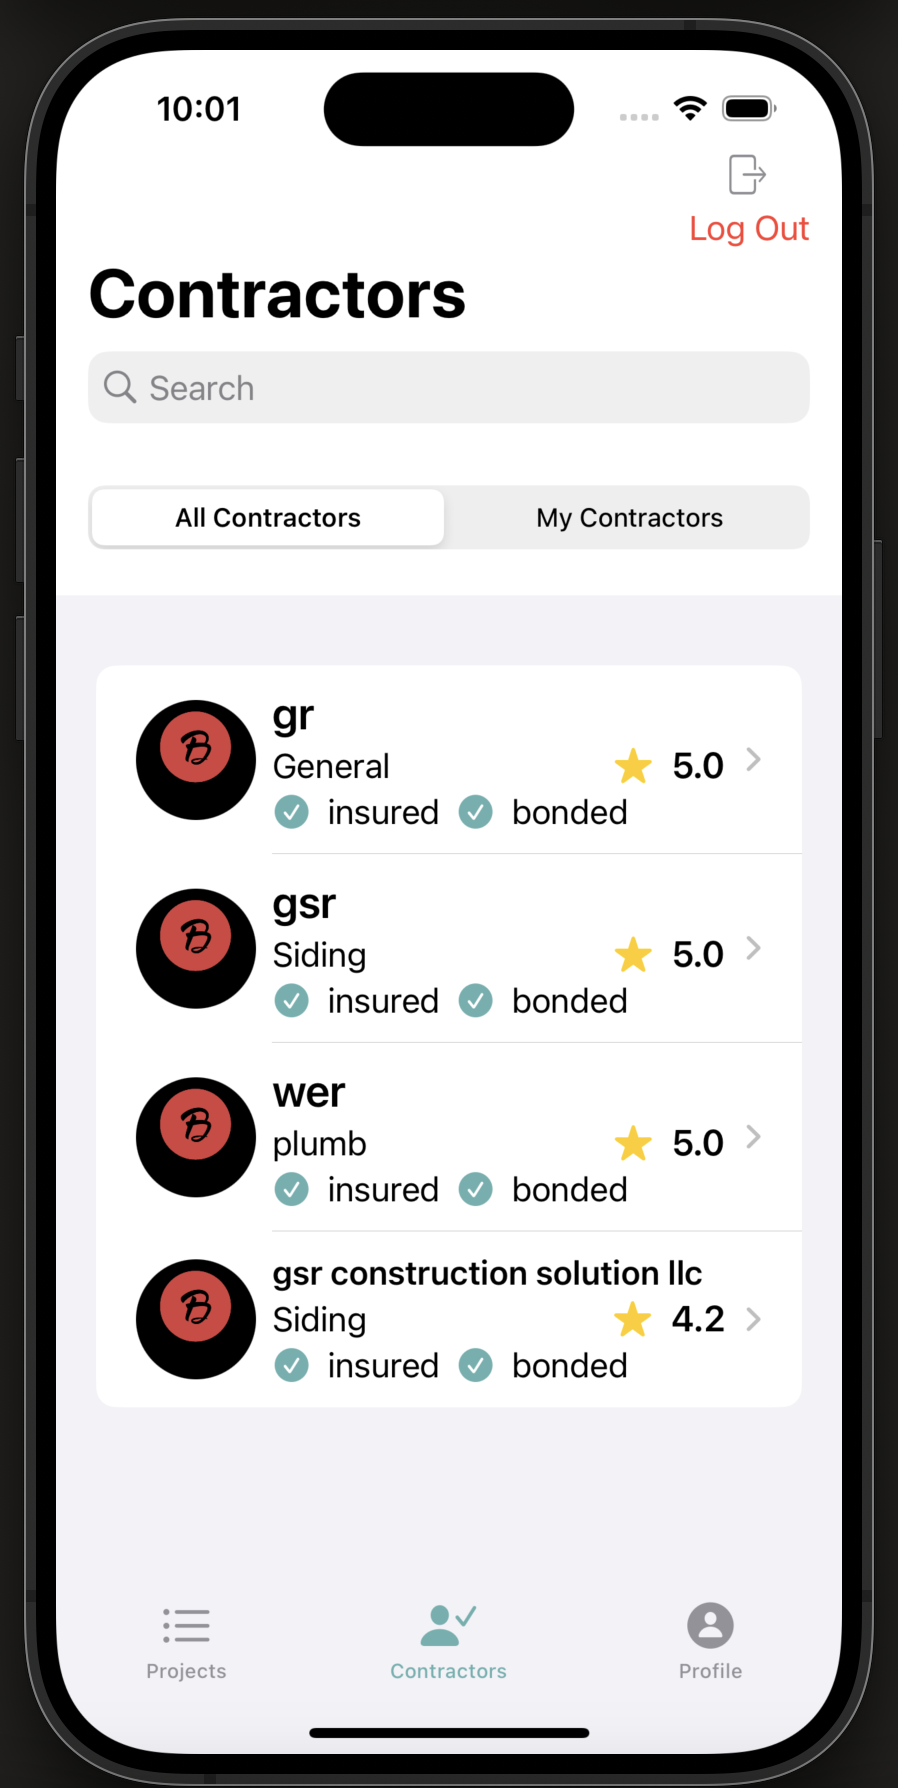 10:01
Log Out
Contractors
Search
All Contractors My Contractors
B
gr
General 5.0
insured bonded
B
gsr
Siding 5.0
insured bonded
B
wer
plumb 5.0
insured bonded
B
gsr construction solution llc
Siding 4.2
insured bonded
Projects Contractors Profile